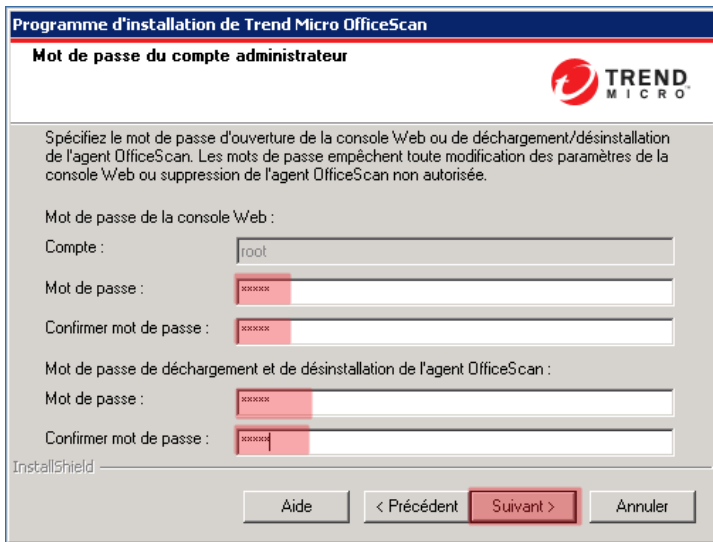 Programme d'installation de Trend Micro OfficeScan
Mot de passe du compte administrateur
TREND
MICRO
Spécifiez le mot de passe d'ouverture de la console Web ou de déchargement/désinstallation
de l'agent OfficeScan. Les mots de passe empêchent toute modification des paramètres de la
console Web ou suppression de l'agent OfficeScan non autorisée.
Mot de passe de la console Web :
Compte : root
Mot de passe : xxxxx
Confirmer mot de passe : xxxxx
Mot de passe de déchargement et de désinstallation de l'agent OfficeScan :
Mot de passe : xxxxx
Confirmer mot de passe : xxxxx
InstallShield
Aide < Précédent Suivant > Annuler